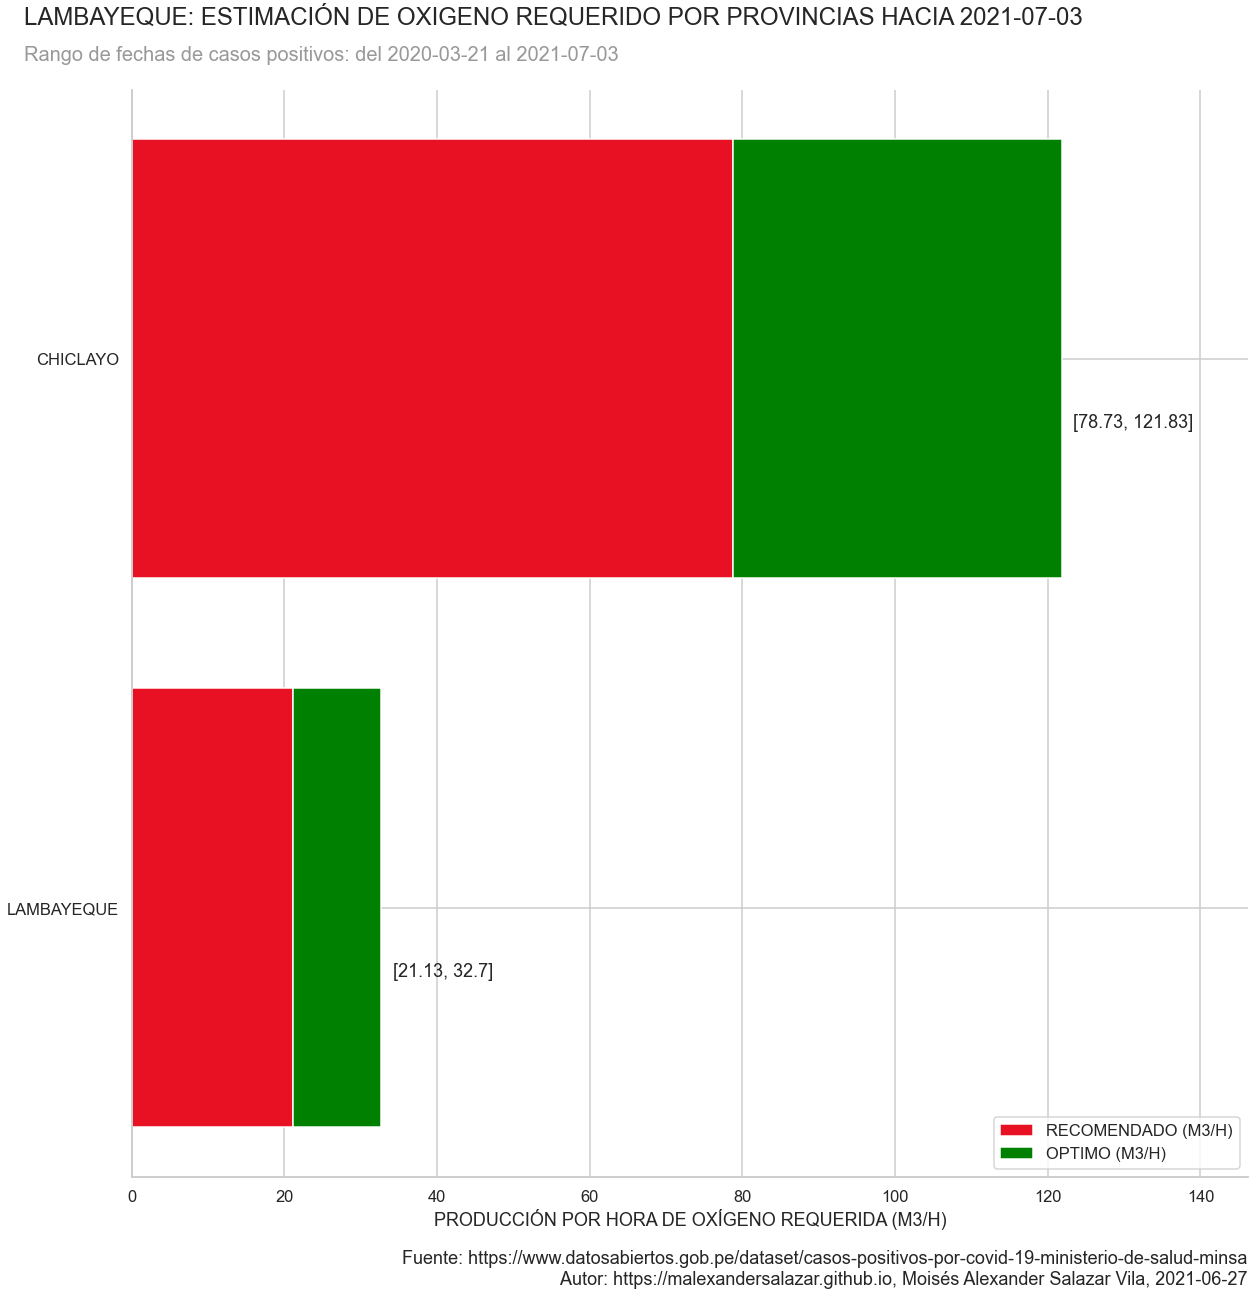 LAMBAYEQUE: ESTIMACIÓN DE OXIGENO REQUERIDO POR PROVINCIAS HACIA 2021-07-03
Rango de fechas de casos positivos: del 2020-03-21 al 2021-07-03
CHICLAYO
[78.73, 121.83]
LAMBAYEQUE
[21.13, 32.7]
RECOMENDADO (M3/H)
OPTIMO (M3/H)
0 20 40 60 80 100 120 140
PRODUCCIÓN POR HORA DE OXÍGENO REQUERIDA (M3/H)
Fuente: https://www.datosabiertos.gob.pe/dataset/casos-positivos-por-covid-19-ministerio-de-salud-minsa
Autor: https://malexandersalazar.github.io, Moisés Alexander Salazar Vila, 2021-06-27